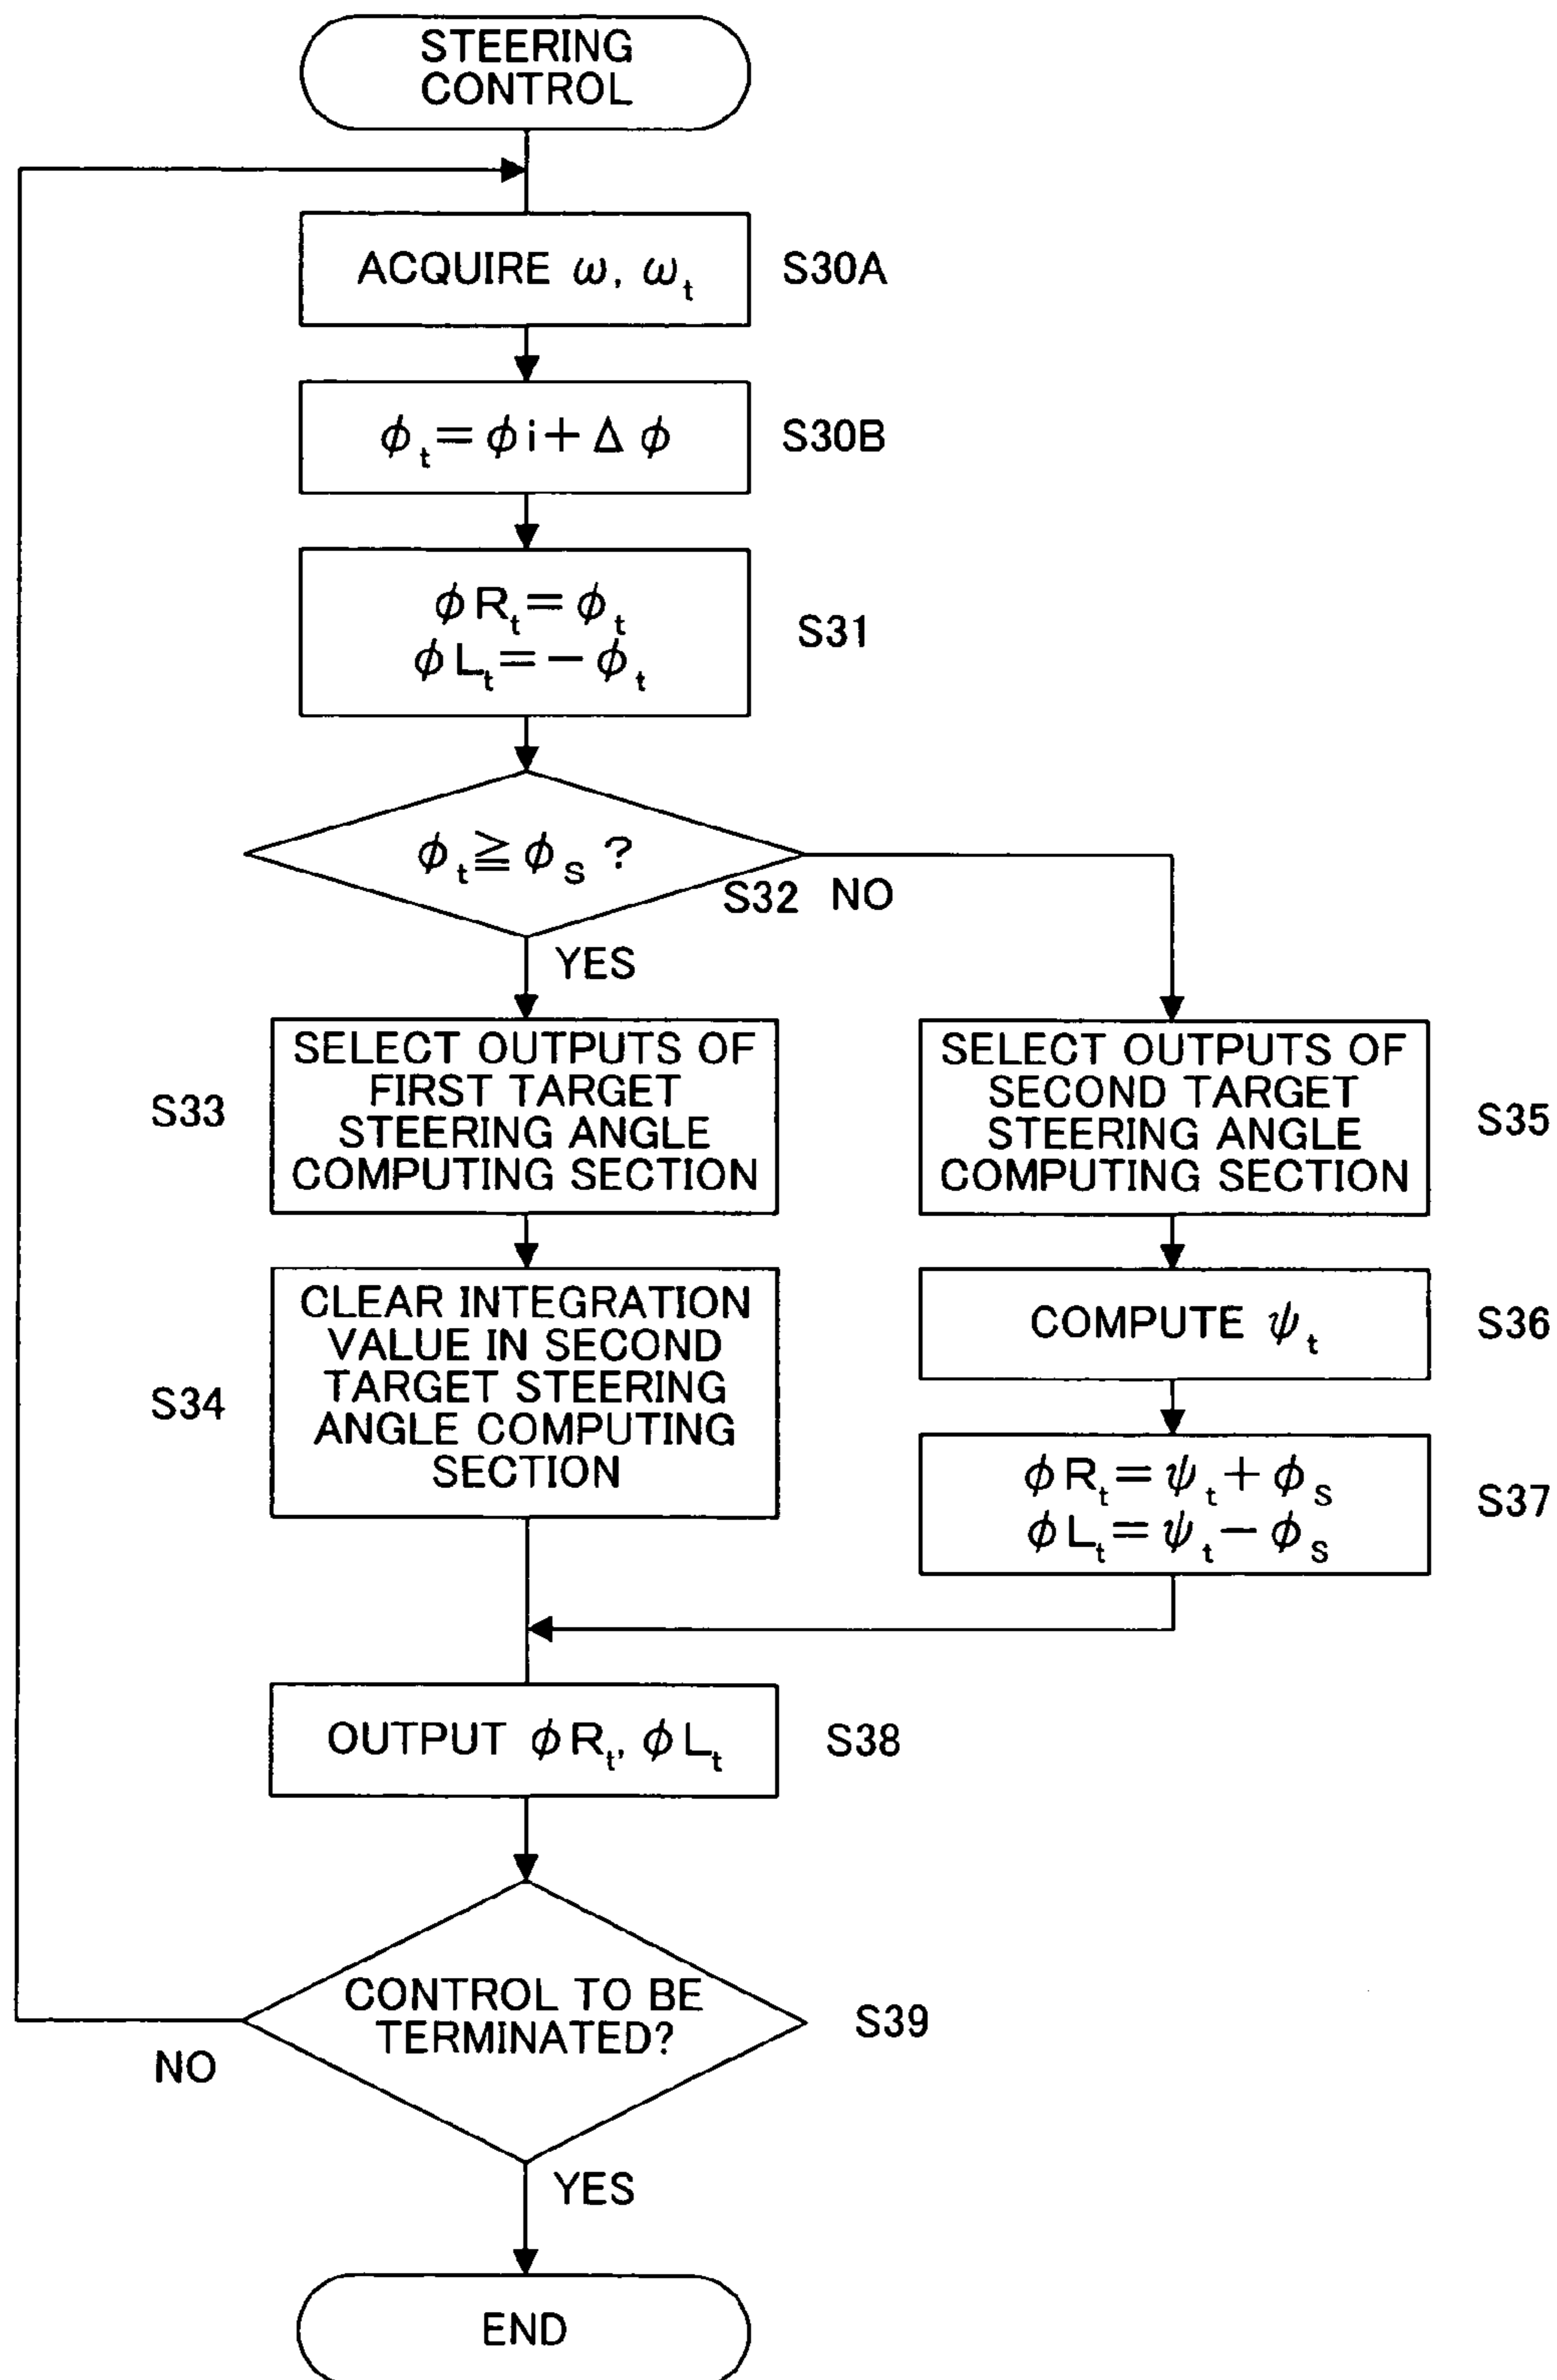 STEERING
CONTROL
ACQUIRE ω, ωt
S30A
ϕt=ϕi+Δϕ
S30B
ϕRt=ϕt
ϕLt=−ϕt
S31
ϕt≧ϕS ?
S32
NO
YES
SELECT OUTPUTS OF
FIRST TARGET
STEERING ANGLE
COMPUTING SECTION
S33
SELECT OUTPUTS OF
SECOND TARGET
STEERING ANGLE
COMPUTING SECTION
S35
CLEAR INTEGRATION
VALUE IN SECOND
TARGET STEERING
ANGLE COMPUTING
SECTION
S34
COMPUTE ψt
S36
ϕRt=ψt+ϕS
ϕLt=ψt−ϕS
S37
OUTPUT ϕRt, ϕLt
S38
CONTROL TO BE
TERMINATED?
S39
NO
YES
END